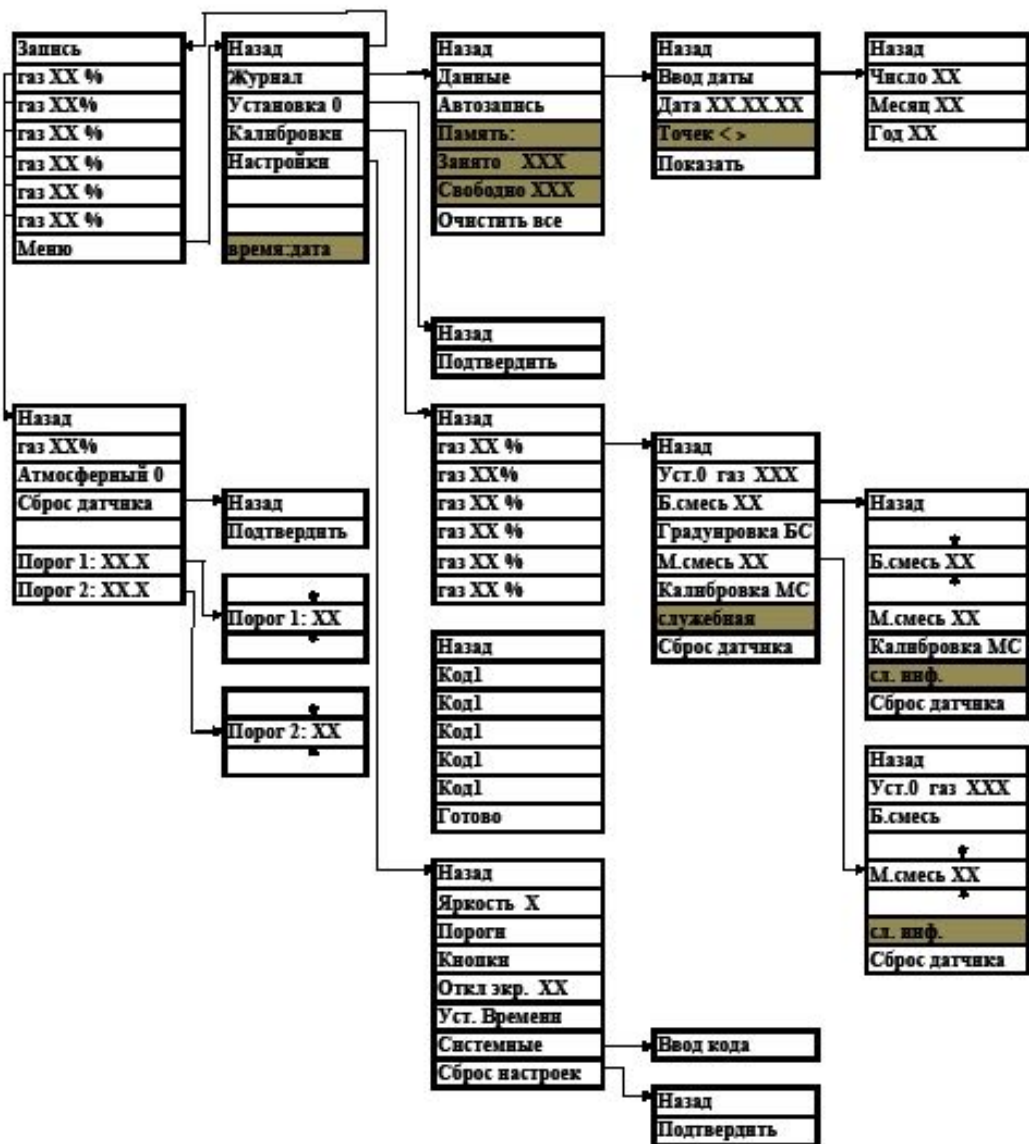 Запись
газ XX %
газ XX%
газ XX %
газ XX %
газ XX %
газ XX %
Меню
Назад
Журнал
Установка 0
Калибровки
Настройки
время:дата
Назад
Данные
Автозапись
Память:
Занято XXX
Свободно XXX
Очистить все
Назад
Ввод даты
Дата XX.XX.XX
Точек < >
Показать
Назад
Число XX
Месяц XX
Год XX
Назад
Подтвердить
Назад
газ XX%
Атмосферный 0
Сброс датчика
Порог 1: XX.X
Порог 2: XX.X
Назад
Подтвердить
Порог 1: XX
Порог 2: XX
Назад
газ XX %
газ XX%
газ XX %
газ XX %
газ XX %
газ XX %
Назад
Уст.0 газ XXX
Б.смесь XX
Градуировка БС
М.смесь XX
Калибровка МС
служебная
Сброс датчика
Назад
Б.смесь XX
М.смесь XX
Калибровка МС
сл. инф.
Сброс датчика
Назад
Код1
Код1
Код1
Код1
Код1
Готово
Назад
Уст.0 газ XXX
Б.смесь
М.смесь XX
сл. инф.
Сброс датчика
Назад
Яркость X
Пороги
Кнопки
Откл экр. XX
Уст. Времени
Системные
Сброс настроек
Ввод кода
Назад
Подтвердить